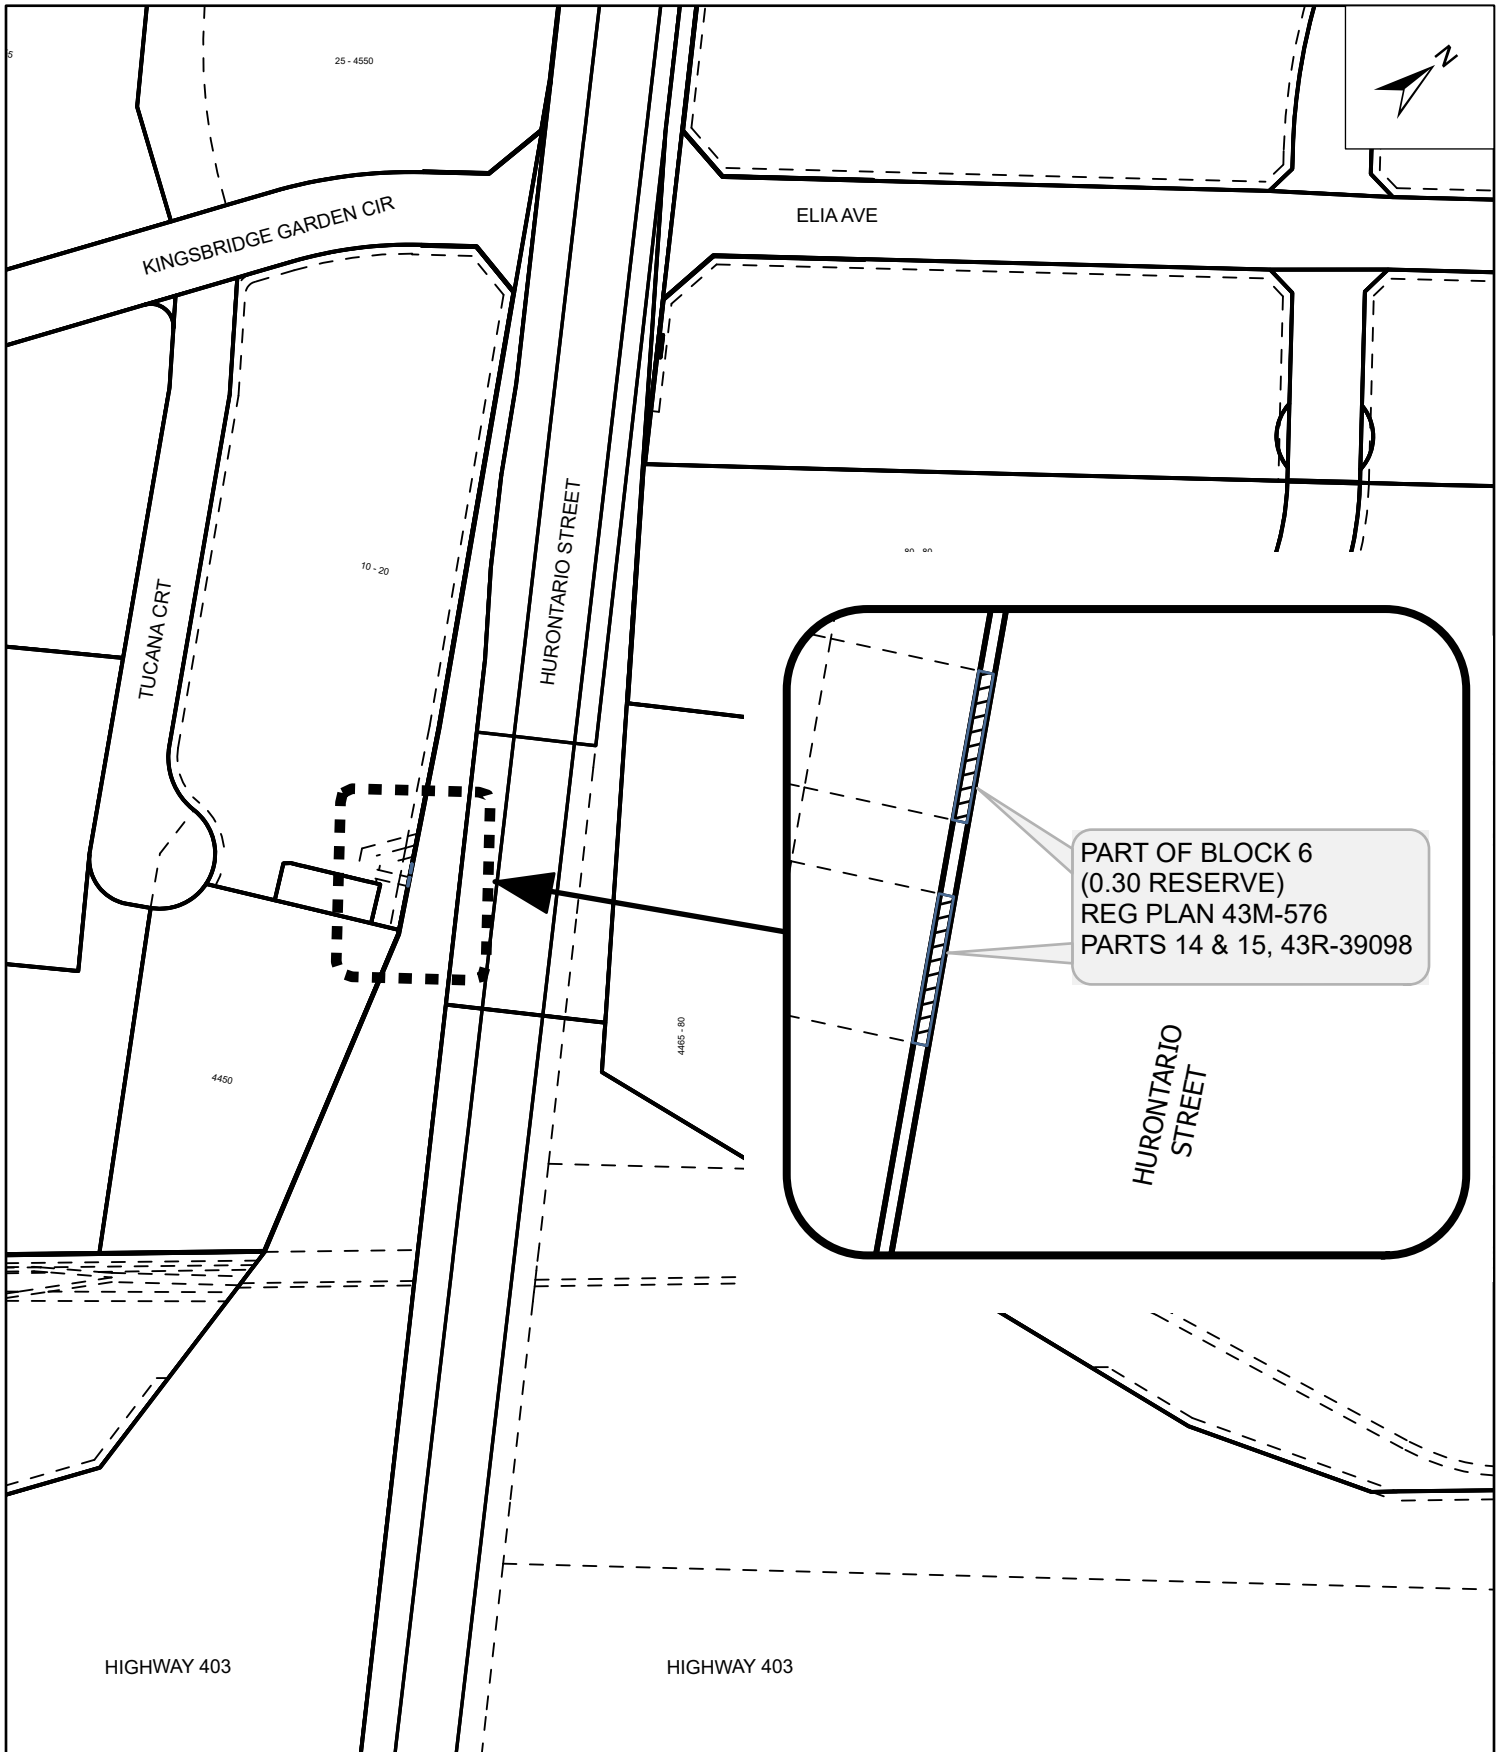 25 - 4550
N
KINGSBRIDGE GARDEN CIR
ELIA AVE
HURONTARIO STREET
10 - 20
TUCANA CRT
PART OF BLOCK 6
(0.30 RESERVE)
REG PLAN 43M-576
PARTS 14 & 15, 43R-39098
HURONTARIO
STREET
4465 - 80
4450
HIGHWAY 403
HIGHWAY 403